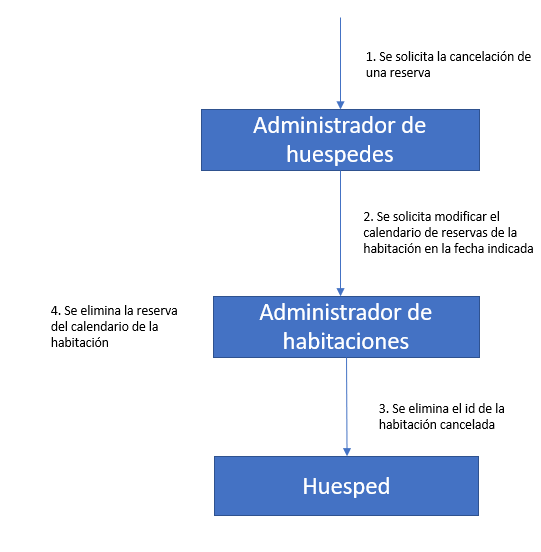 1. Se solicita la cancelación de
una reserva
Administrador de
huespedes
2. Se solicita modificar el
calendario de reservas de la
habitación en la fecha indicada
4. Se elimina la reserva
del calendario de la
habitación
Administrador de
habitaciones
3. Se elimina el id de la
habitación cancelada
Huesped